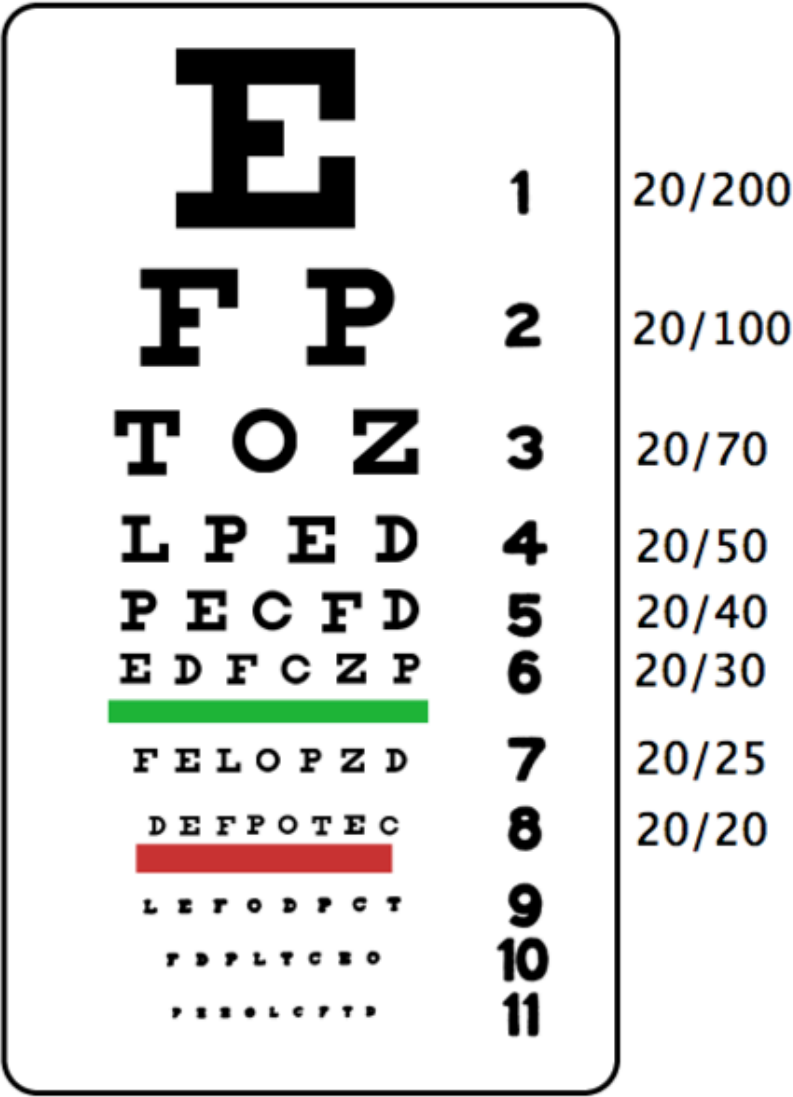 E 1 20/200
F P 2 20/100
T O Z 3 20/70
L P E D 4 20/50
P E C F D 5 20/40
E D F C Z P 6 20/30
F E L O P Z D 7 20/25
D E F P O T E C 8 20/20
L E F O D P C T 9
F D P L T C E O 10
11